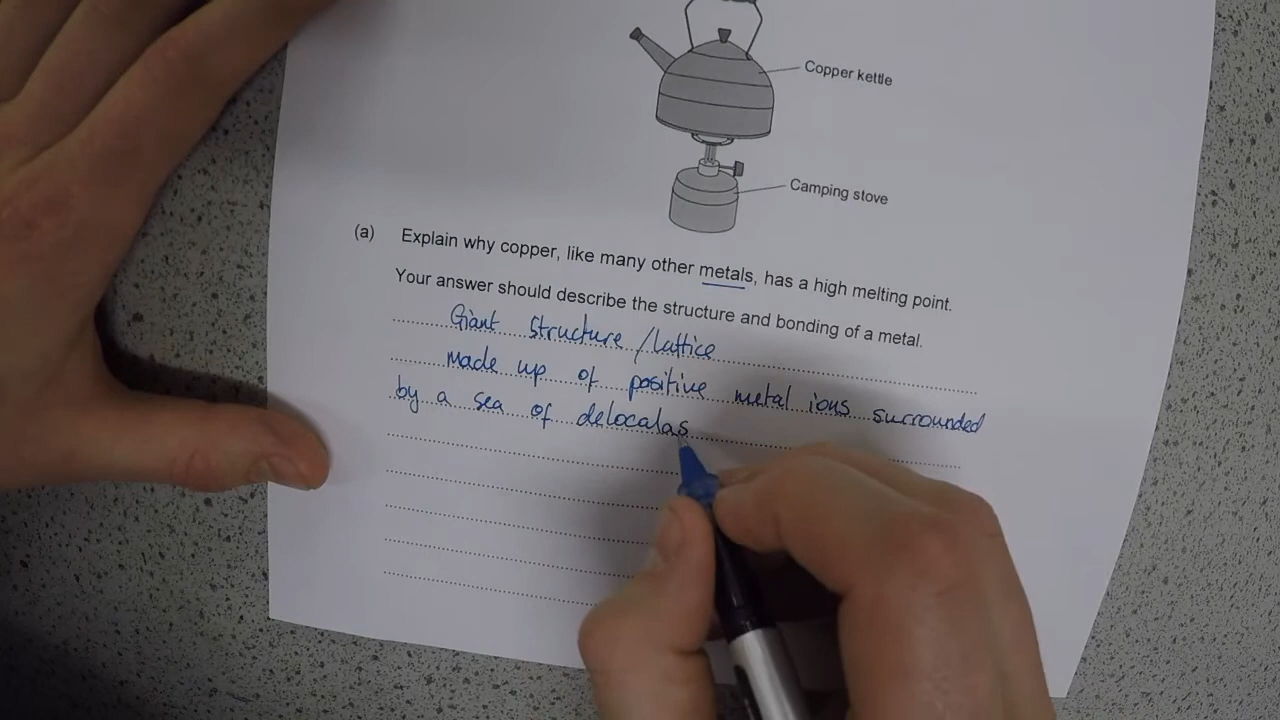 Copper kettle
Camping stove
(a) Explain why copper, like many other metals, has a high melting point.
Your answer should describe the structure and bonding of a metal.
Giant structure /lattice
made up of positive metal ions surrounded
by a sea of delocalas